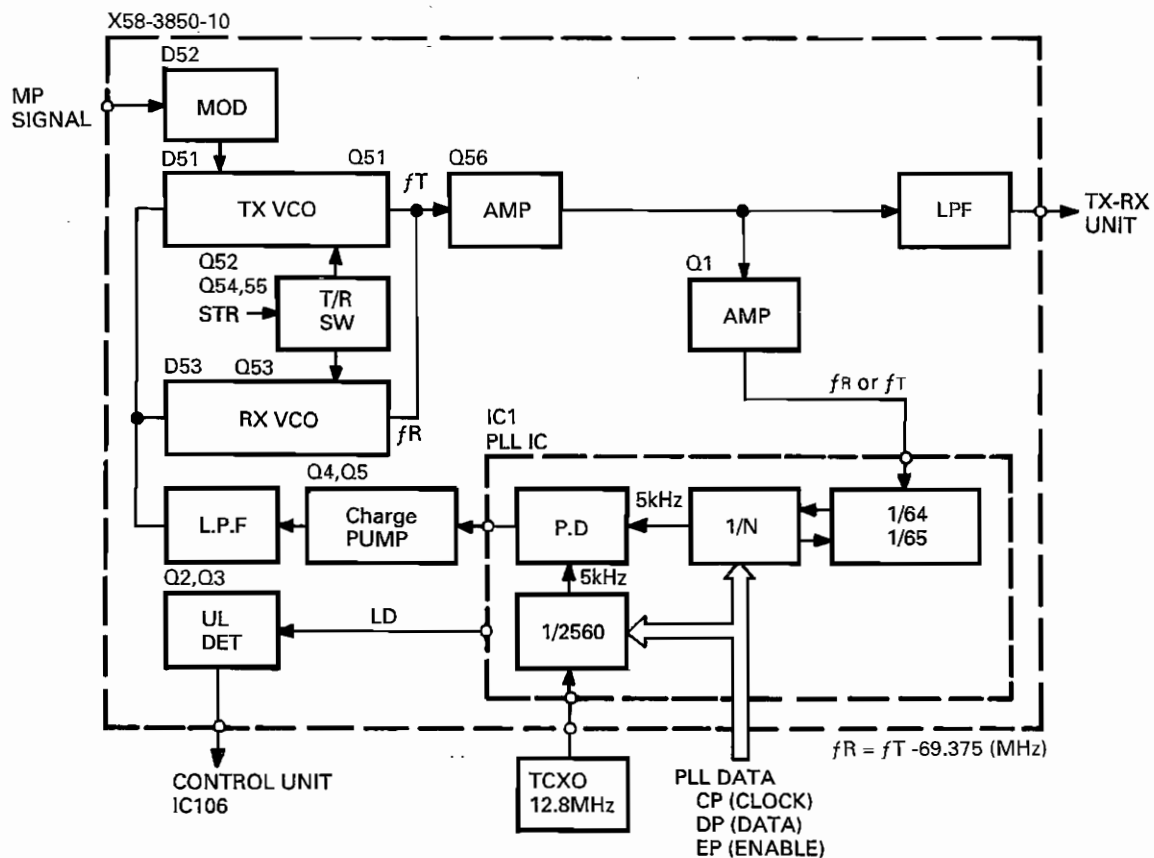 X58-3850-10
D52
MP
SIGNAL
MOD
D51
Q51
fT
Q56
TX VCO
AMP
LPF
TX-RX
UNIT
Q52
Q54,55
STR
T/R
SW
Q1
AMP
D53
Q53
RX VCO
fR
fR or fT
IC1
PLL IC
Q4,Q5
L.P.F
Charge
PUMP
P.D
5kHz
1/N
1/64
1/65
5kHz
Q2,Q3
UL
DET
LD
1/2560
fR = fT -69.375 (MHz)
CONTROL UNIT
IC106
TCXO
12.8MHz
PLL DATA
CP (CLOCK)
DP (DATA)
EP (ENABLE)